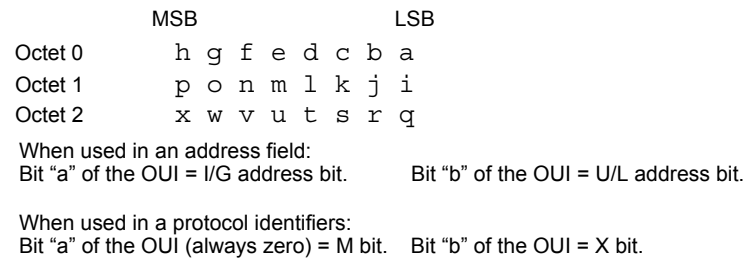 MSB LSB
Octet 0 h g f e d c b a
Octet 1 p o n m l k j i
Octet 2 x w v u t s r q
When used in an address field:
Bit “a” of the OUI = I/G address bit. Bit “b” of the OUI = U/L address bit.
When used in a protocol identifiers:
Bit “a” of the OUI (always zero) = M bit. Bit “b” of the OUI = X bit.